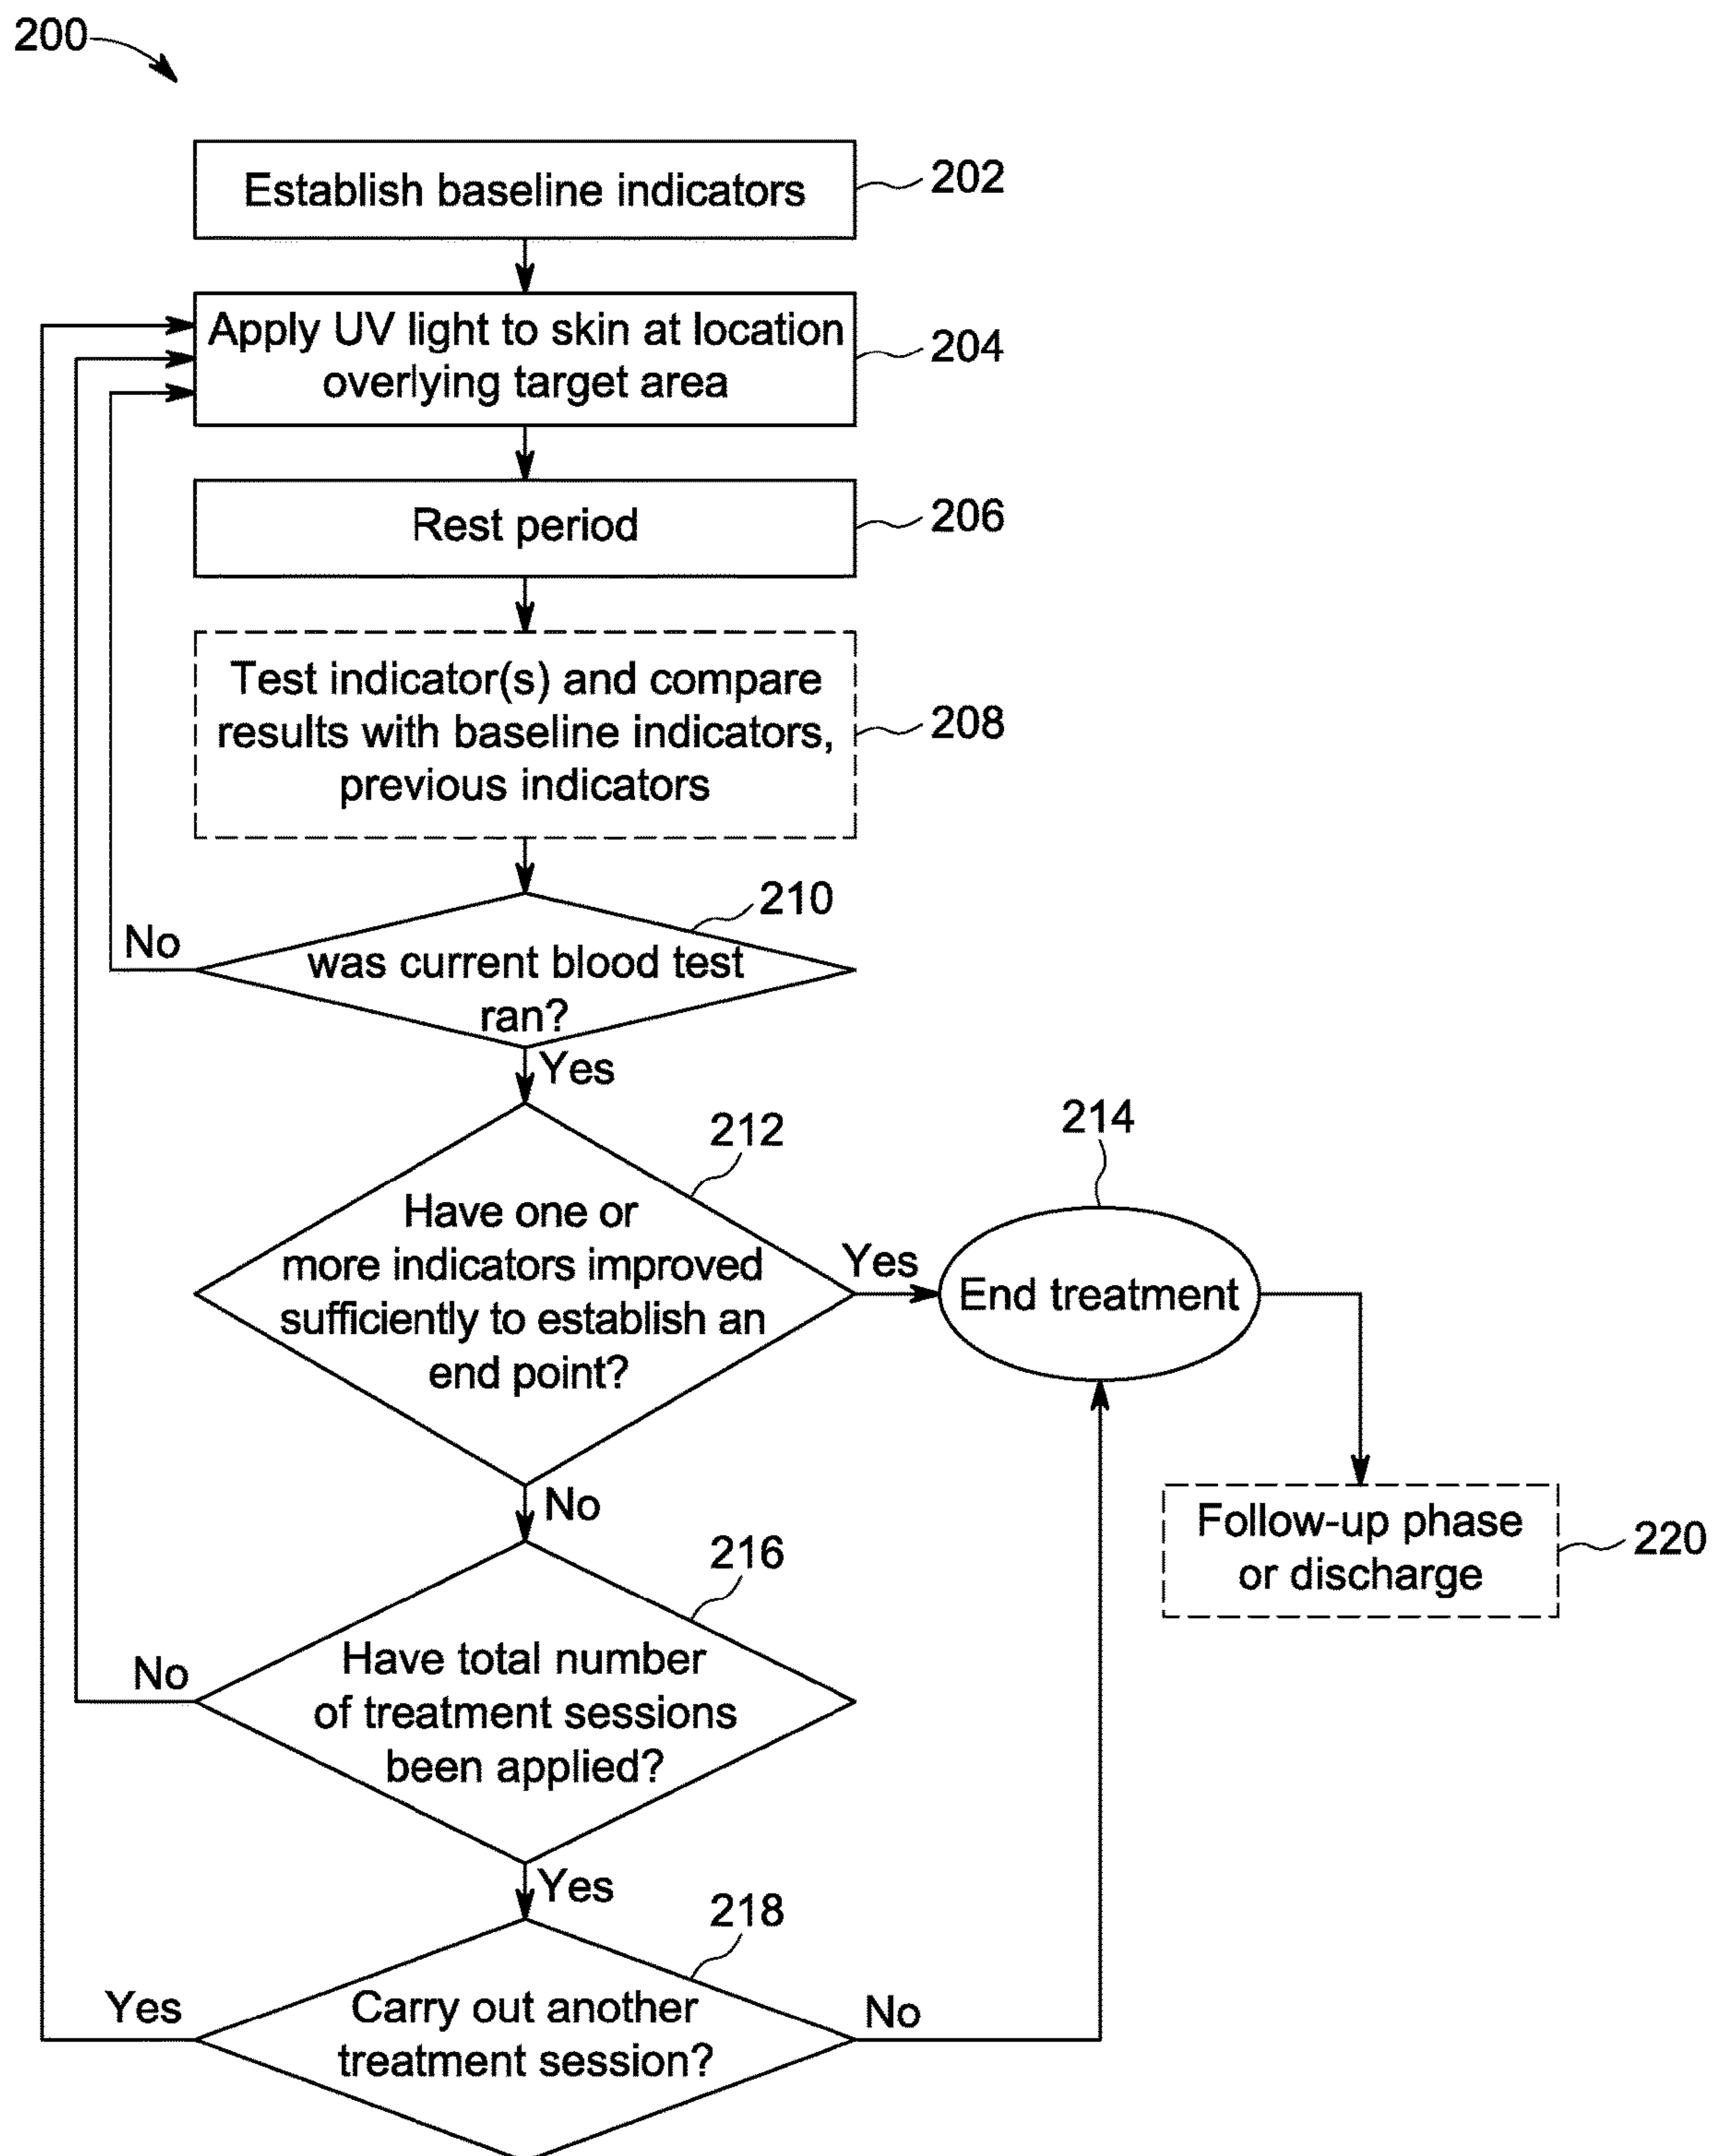 200
Establish baseline indicators
202
Apply UV light to skin at location
overlying target area
204
Rest period
206
Test indicator(s) and compare
results with baseline indicators,
previous indicators
208
210
No
was current blood test
ran?
Yes
212
214
Have one or
more indicators improved
sufficiently to establish an
end point?
Yes
End treatment
No
216
Follow-up phase
or discharge
220
Have total number
of treatment sessions
been applied?
No
Yes
218
Yes
Carry out another
treatment session?
No